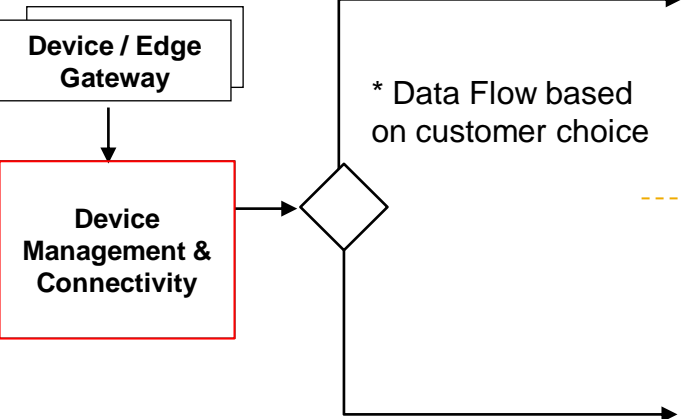 Device / Edge
Gateway
* Data Flow based
on customer choice
Device
Management &
Connectivity